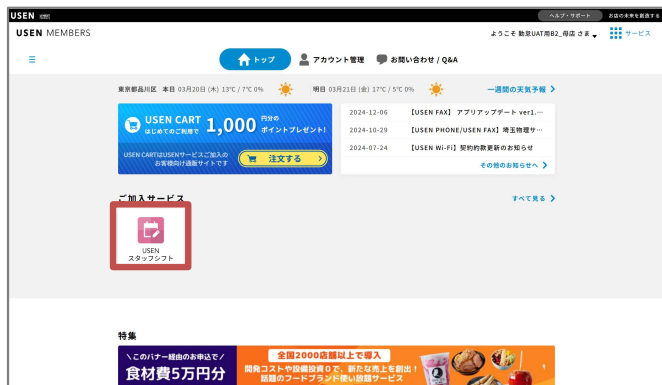 USEN
ヘルプ・サポート
お店の未来を創造する
USEN MEMBERS
ようこそ 勤怠UAT用B2_母店 さま
サービス
トップ
アカウント管理
お問い合わせ / Q&A
東京都品川区 本日 03月20日 (木) 13℃ / 7℃ 0%
明日 03月21日 (金) 17℃ / 5℃ 0%
一週間の天気予報
USEN CART
はじめてのご利用で
1,000 円分の
ポイントプレゼント!
USEN CARTはUSENサービスご加入の
お客様向け通販サイトです
注文する
2024-12-06 【USEN FAX】 アプリアップデート ver1.…
2024-10-29 【USEN PHONE/USEN FAX】埼玉物理サ…
2024-07-24 【USEN Wi-Fi】契約約款更新のお知らせ
その他のお知らせへ
ご加入サービス
すべて見る
USEN
スタッフシフト
特集
\このバナー経由のお申込で/
食材費5万円分
全国2000店舗以上で導入
開発コストや設備投資0で、新たな売上を創出!
話題のフードブランド使い放題サービス